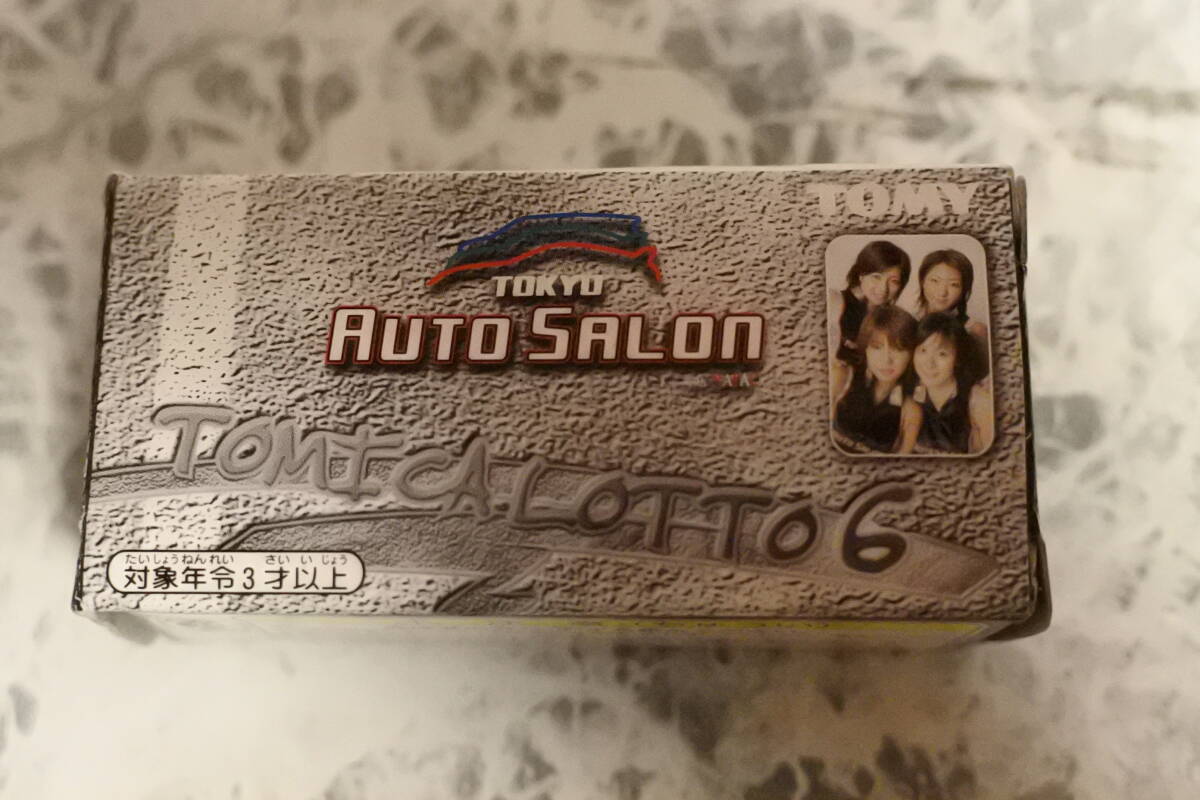 TOMY
TOKYO
AUTO SALON
TOMICA LOTTO 6
たいしょうねんれい さい いじょう
対象年令3才以上